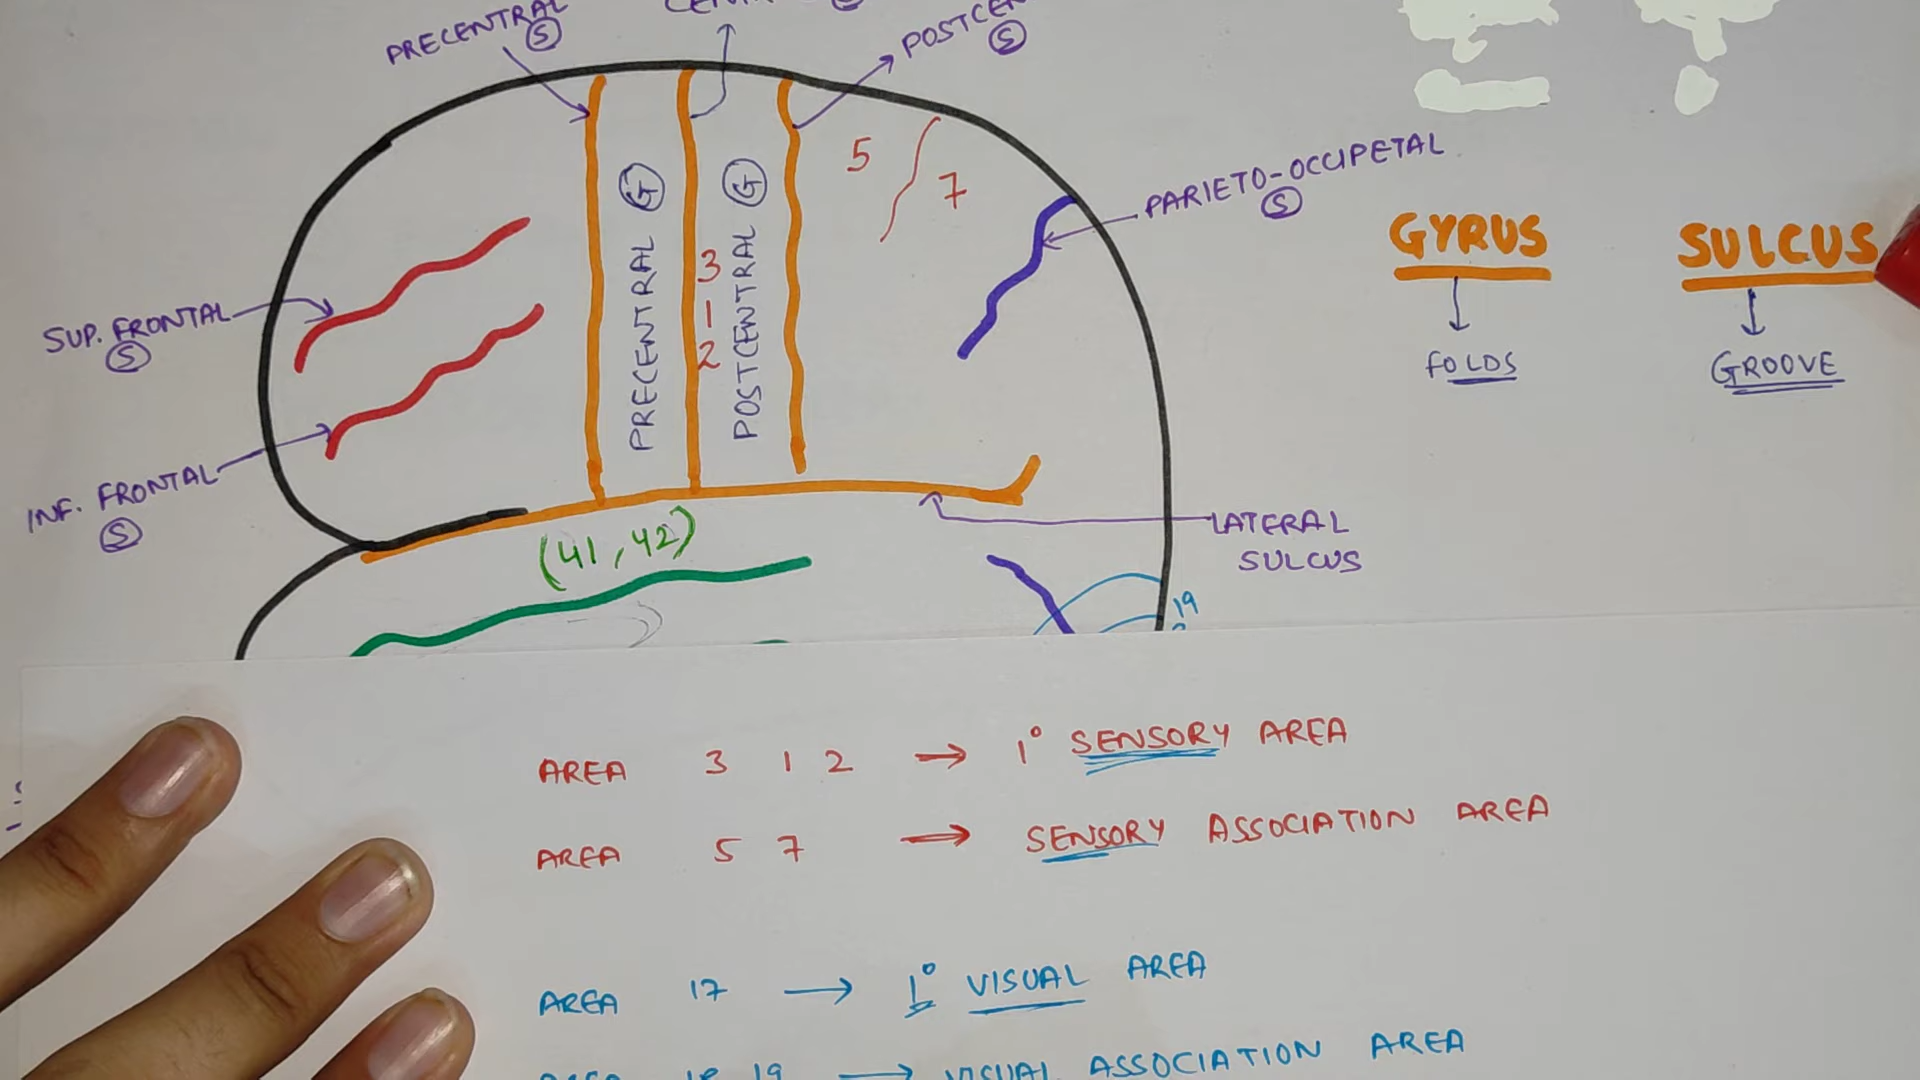 PRECENTRAL
S
S
PARIETO-OCCIPETAL
S
5
7
PRECENTRAL G
3
1
2
POSTCENTRAL G
SUP. FRONTAL
S
INF. FRONTAL
S
GYRUS
FOLDS
SULCUS
GROOVE
(41, 42)
LATERAL
SULCUS
19
AREA 3 1 2 → 1° SENSORY AREA
AREA 5 7 → SENSORY ASSOCIATION AREA
AREA 17 → 1° VISUAL AREA
19 → VISUAL ASSOCIATION AREA